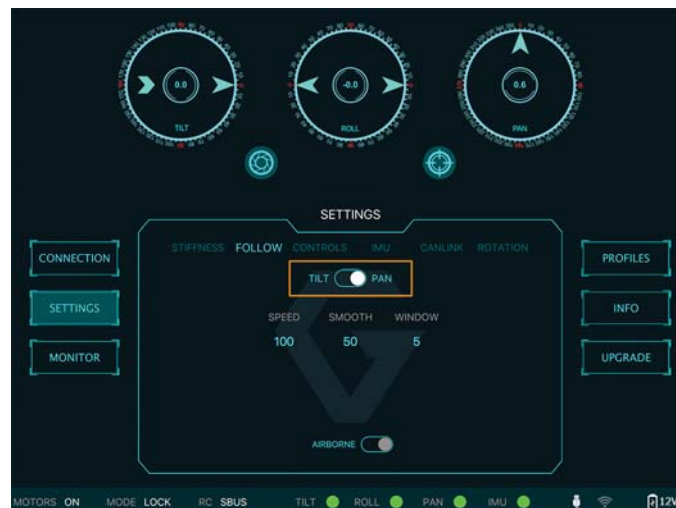 0.0
-0.0
0.6
TILT
ROLL
PAN
SETTINGS
STIFFNESS FOLLOW CONTROLS IMU CANLINK ROTATION
CONNECTION
PROFILES
TILT PAN
SETTINGS
INFO
SPEED SMOOTH WINDOW
100 50 5
MONITOR
UPGRADE
AIRBORNE
MOTORS ON MODE LOCK RC SBUS TILT ROLL PAN IMU 12V